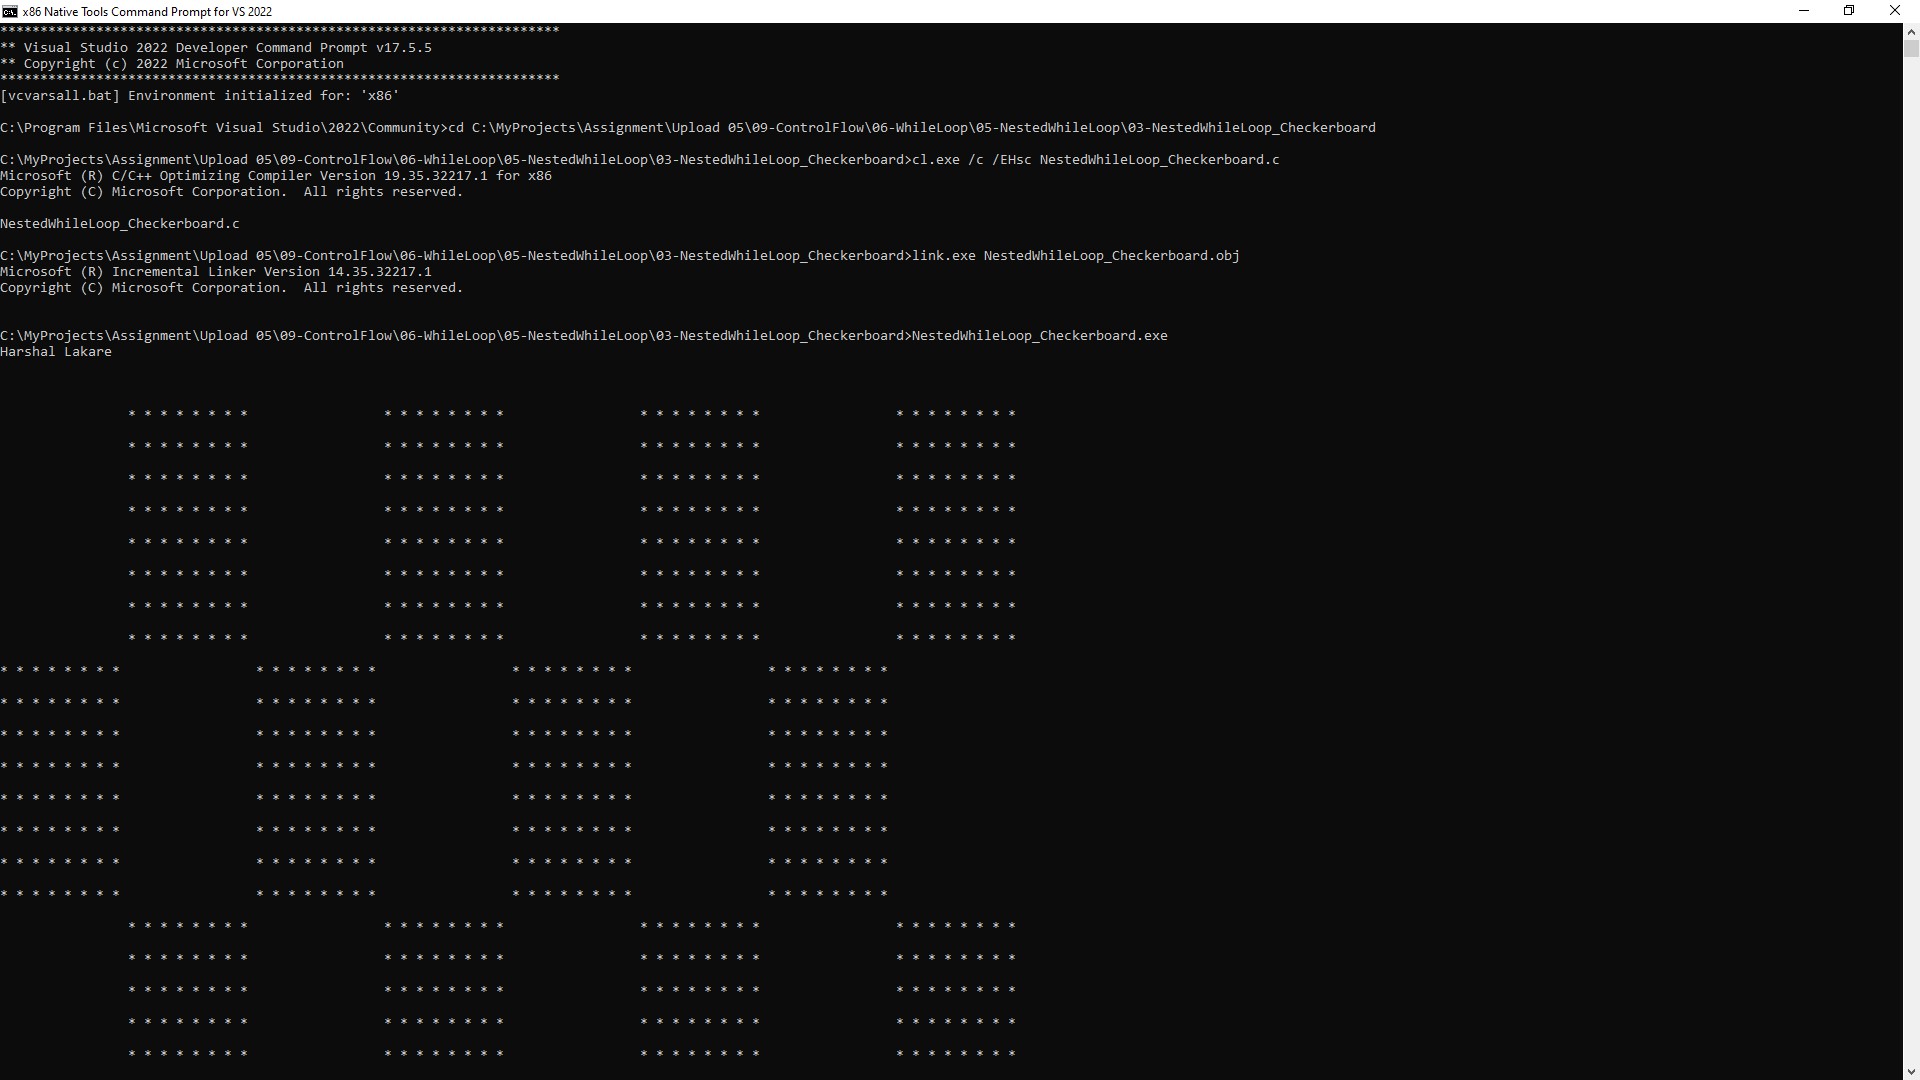 x86 Native Tools Command Prompt for VS 2022
**********************************************************************
** Visual Studio 2022 Developer Command Prompt v17.5.5
** Copyright (c) 2022 Microsoft Corporation
**********************************************************************
[vcvarsall.bat] Environment initialized for: 'x86'
C:\Program Files\Microsoft Visual Studio\2022\Community>cd C:\MyProjects\Assignment\Upload 05\09-ControlFlow\06-WhileLoop\05-NestedWhileLoop\03-NestedWhileLoop_Checkerboard
C:\MyProjects\Assignment\Upload 05\09-ControlFlow\06-WhileLoop\05-NestedWhileLoop\03-NestedWhileLoop_Checkerboard>cl.exe /c /EHsc NestedWhileLoop_Checkerboard.c
Microsoft (R) C/C++ Optimizing Compiler Version 19.35.32217.1 for x86
Copyright (C) Microsoft Corporation.  All rights reserved.
NestedWhileLoop_Checkerboard.c
C:\MyProjects\Assignment\Upload 05\09-ControlFlow\06-WhileLoop\05-NestedWhileLoop\03-NestedWhileLoop_Checkerboard>link.exe NestedWhileLoop_Checkerboard.obj
Microsoft (R) Incremental Linker Version 14.35.32217.1
Copyright (C) Microsoft Corporation.  All rights reserved.
C:\MyProjects\Assignment\Upload 05\09-ControlFlow\06-WhileLoop\05-NestedWhileLoop\03-NestedWhileLoop_Checkerboard>NestedWhileLoop_Checkerboard.exe
Harshal Lakare
                * * * * * * * *                 * * * * * * * *                 * * * * * * * *                 * * * * * * * *
                * * * * * * * *                 * * * * * * * *                 * * * * * * * *                 * * * * * * * *
                * * * * * * * *                 * * * * * * * *                 * * * * * * * *                 * * * * * * * *
                * * * * * * * *                 * * * * * * * *                 * * * * * * * *                 * * * * * * * *
                * * * * * * * *                 * * * * * * * *                 * * * * * * * *                 * * * * * * * *
                * * * * * * * *                 * * * * * * * *                 * * * * * * * *                 * * * * * * * *
                * * * * * * * *                 * * * * * * * *                 * * * * * * * *                 * * * * * * * *
                * * * * * * * *                 * * * * * * * *                 * * * * * * * *                 * * * * * * * *
* * * * * * * *                 * * * * * * * *                 * * * * * * * *                 * * * * * * * *
* * * * * * * *                 * * * * * * * *                 * * * * * * * *                 * * * * * * * *
* * * * * * * *                 * * * * * * * *                 * * * * * * * *                 * * * * * * * *
* * * * * * * *                 * * * * * * * *                 * * * * * * * *                 * * * * * * * *
* * * * * * * *                 * * * * * * * *                 * * * * * * * *                 * * * * * * * *
* * * * * * * *                 * * * * * * * *                 * * * * * * * *                 * * * * * * * *
* * * * * * * *                 * * * * * * * *                 * * * * * * * *                 * * * * * * * *
* * * * * * * *                 * * * * * * * *                 * * * * * * * *                 * * * * * * * *
                * * * * * * * *                 * * * * * * * *                 * * * * * * * *                 * * * * * * * *
                * * * * * * * *                 * * * * * * * *                 * * * * * * * *                 * * * * * * * *
                * * * * * * * *                 * * * * * * * *                 * * * * * * * *                 * * * * * * * *
                * * * * * * * *                 * * * * * * * *                 * * * * * * * *                 * * * * * * * *
                * * * * * * * *                 * * * * * * * *                 * * * * * * * *                 * * * * * * * *